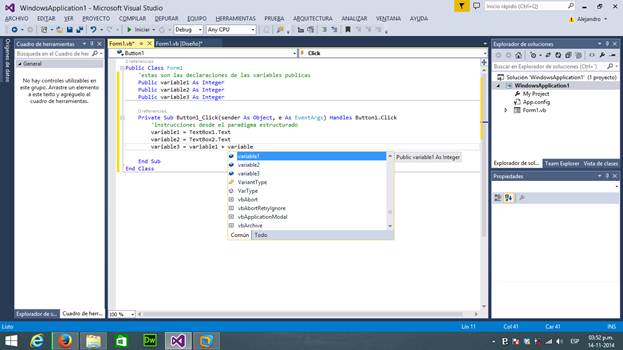 WindowsApplication1 - Microsoft Visual Studio
Inicio rápido (Ctrl+Ý)
ARCHIVO EDITAR VER PROYECTO COMPILAR DEPURAR EQUIPO HERRAMIENTAS PRUEBA ARQUITECTURA ANALIZAR VENTANA AYUDA
Alejandro
Iniciar Debug Any CPU
Orígenes de datos
Cuadro de herramientas
Buscar en Cuadro de herramienta
General
No hay controles utilizables en
este grupo. Arrastre un elemento
a este texto y agréguelo al
cuadro de herramientas.
Form1.vb* Form1.vb [Diseño]*
Button1 Click
0 referencias
Public Class Form1
'estas son las declaraciones de las variables publicas
Public variable1 As Integer
Public variable2 As Integer
Public variable3 As Integer
0 referencias
Private Sub Button1_Click(sender As Object, e As EventArgs) Handles Button1.Click
'instrucciones desde el paradigma estructurado
variable1 = TextBox1.Text
variable2 = TextBox2.Text
variable3 = variable1 + variable
End Sub
End Class
variable1
Public variable1 As Integer
variable2
variable3
VariantType
VarType
vbAbort
vbAbortRetryIgnore
vbApplicationModal
vbArchive
Común Todo
100 %
Explorador de soluciones
Buscar en Explorador de soluciones (Ctrl+')
Solución 'WindowsApplication1' (1 proyecto)
WindowsApplication1
My Project
App.config
Form1.vb
Explorador de sol... Team Explorer Vista de clases
Propiedades
Explorador de s... Cuadro de herr...
Listo Lín 11 Col 41 Car 41 INS
Dw
ESP
03:52 p.m.
14-11-2014